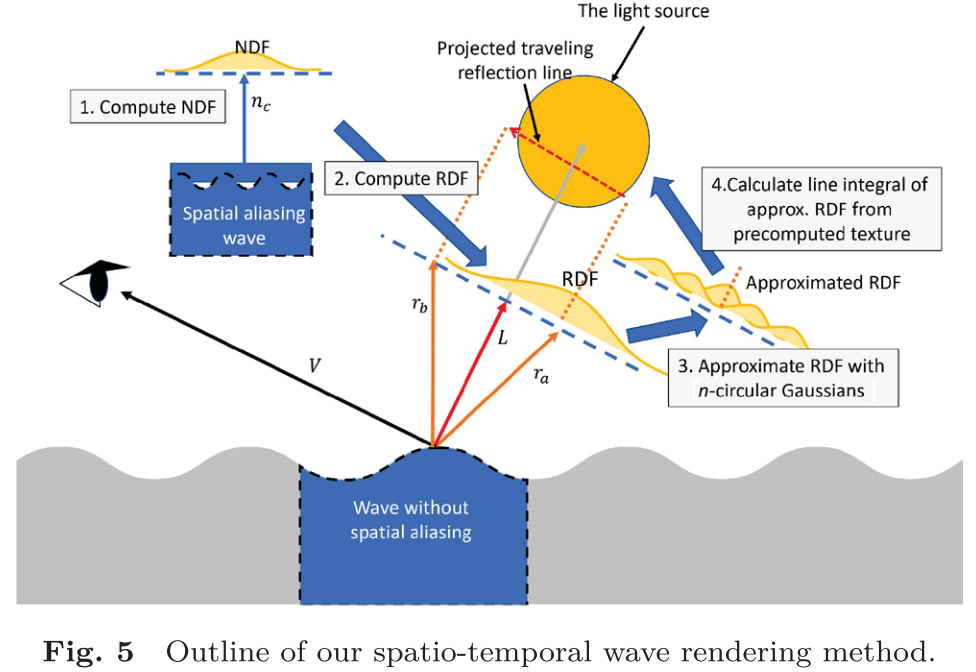 The light source
NDF
Projected traveling
reflection line
1. Compute NDF
n_c
2. Compute RDF
4.Calculate line integral of
approx. RDF from
precomputed texture
Spatial aliasing
wave
RDF
Approximated RDF
r_b
L
V
r_a
3. Approximate RDF with
n-circular Gaussians
Wave without
spatial aliasing
Fig. 5 Outline of our spatio-temporal wave rendering method.